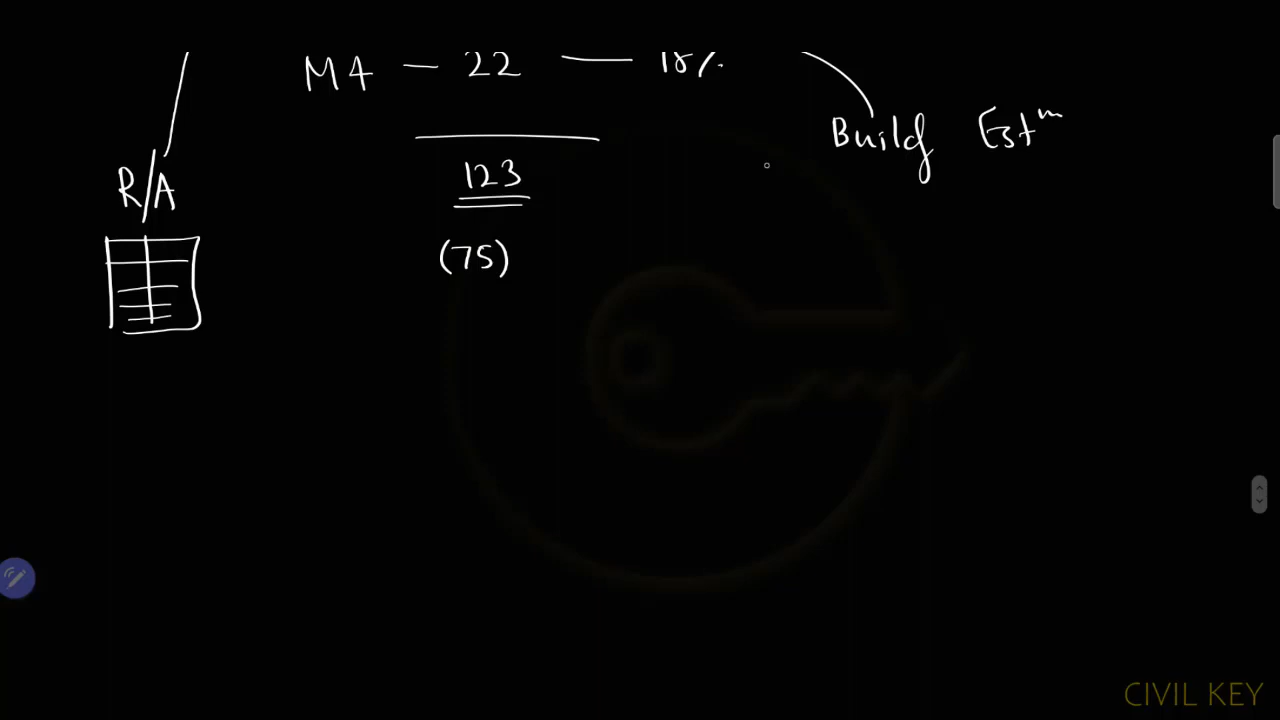 M4 — 22 — 18%
Build Estm
R/A
123
(75)
CIVIL KEY